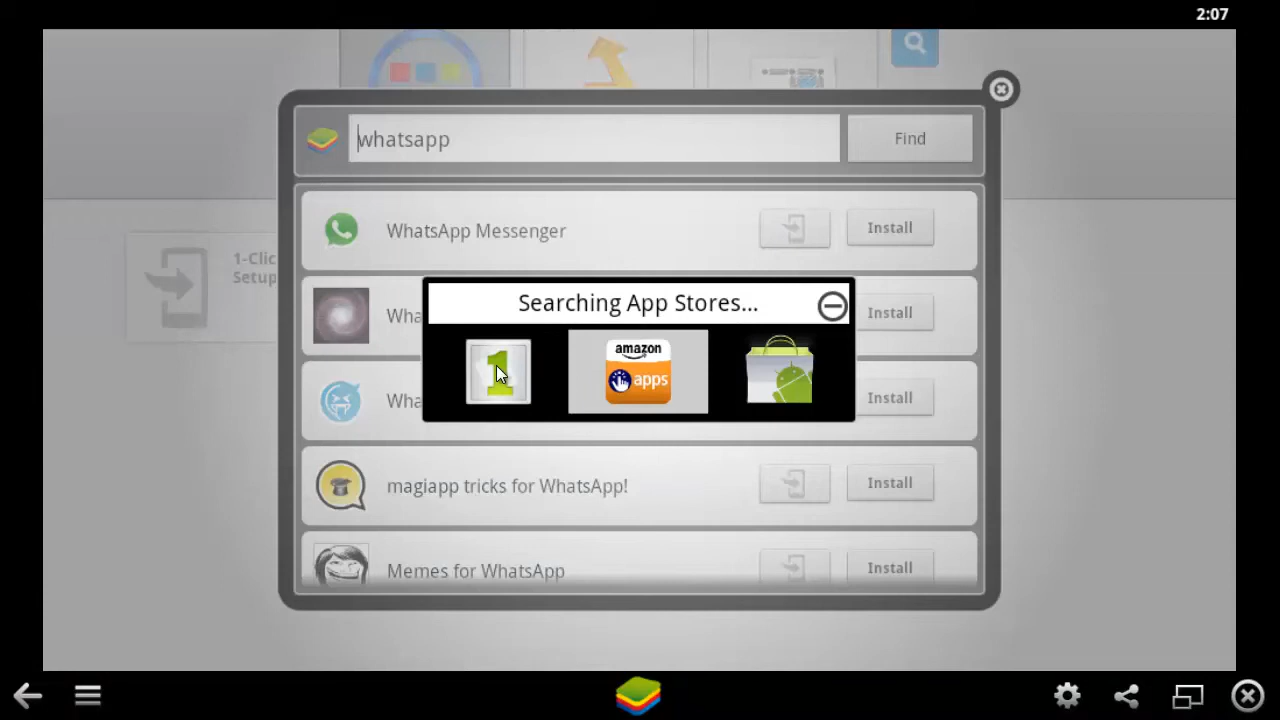 2:07
whatsapp
Find
WhatsApp Messenger
Install
1-Clic
Setup
Searching App Stores...
Wha
Install
1
amazon
apps
Wha
Install
magiapp tricks for WhatsApp!
Install
Memes for WhatsApp
Install